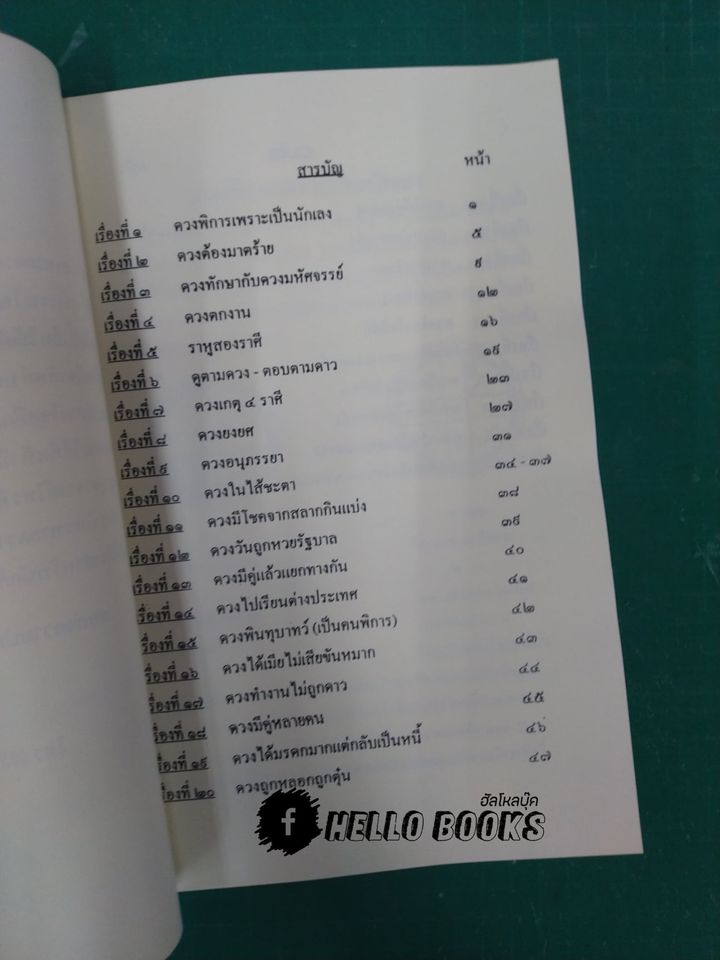 สารบัญ หน้า
เรื่องที่ ๑ ดวงพิการเพราะเป็นนักเลง ๑
เรื่องที่ ๒ ดวงต้องมาตร้าย ๕
เรื่องที่ ๓ ดวงทักษากับดวงมหัศจรรย์ ๙
เรื่องที่ ๔ ดวงตกงาน ๑๒
เรื่องที่ ๕ ราหูสองราศี ๑๖
เรื่องที่ ๖ ดูตามดวง - ตอบตามดาว ๑๙
เรื่องที่ ๗ ดวงเกตุ ๔ ราศี ๒๓
เรื่องที่ ๘ ดวงยงยศ ๒๗
เรื่องที่ ๙ ดวงอนุภรรยา ๓๑
เรื่องที่ ๑๐ ดวงในไส้ชะตา ๓๔ - ๓๗
เรื่องที่ ๑๑ ดวงมีโชคจากสลากกินแบ่ง ๓๘
เรื่องที่ ๑๒ ดวงวันถูกหวยรัฐบาล ๓๙
เรื่องที่ ๑๓ ดวงมีคู่แล้วแยกทางกัน ๔๐
เรื่องที่ ๑๔ ดวงไปเรียนต่างประเทศ ๔๑
เรื่องที่ ๑๕ ดวงพินทุบาทว์ (เป็นคนพิการ) ๔๒
เรื่องที่ ๑๖ ดวงได้เมียไม่เสียขันหมาก ๔๓
รื่องที่ ๑๗ ดวงทำงานไม่ถูกดาว ๔๔
รื่องที่ ๑๘ ดวงมีคู่หลายคน ๔๕
รื่องที่ ๑๙ ดวงได้มรดกมากแต่กลับเป็นหนี้ ๔๖
รื่องที่ ๒๐ ดวงถูกหลอกถูกตุ๋น ๔๗
ฮัลโหลบุ๊ค
f HELLO BOOKS